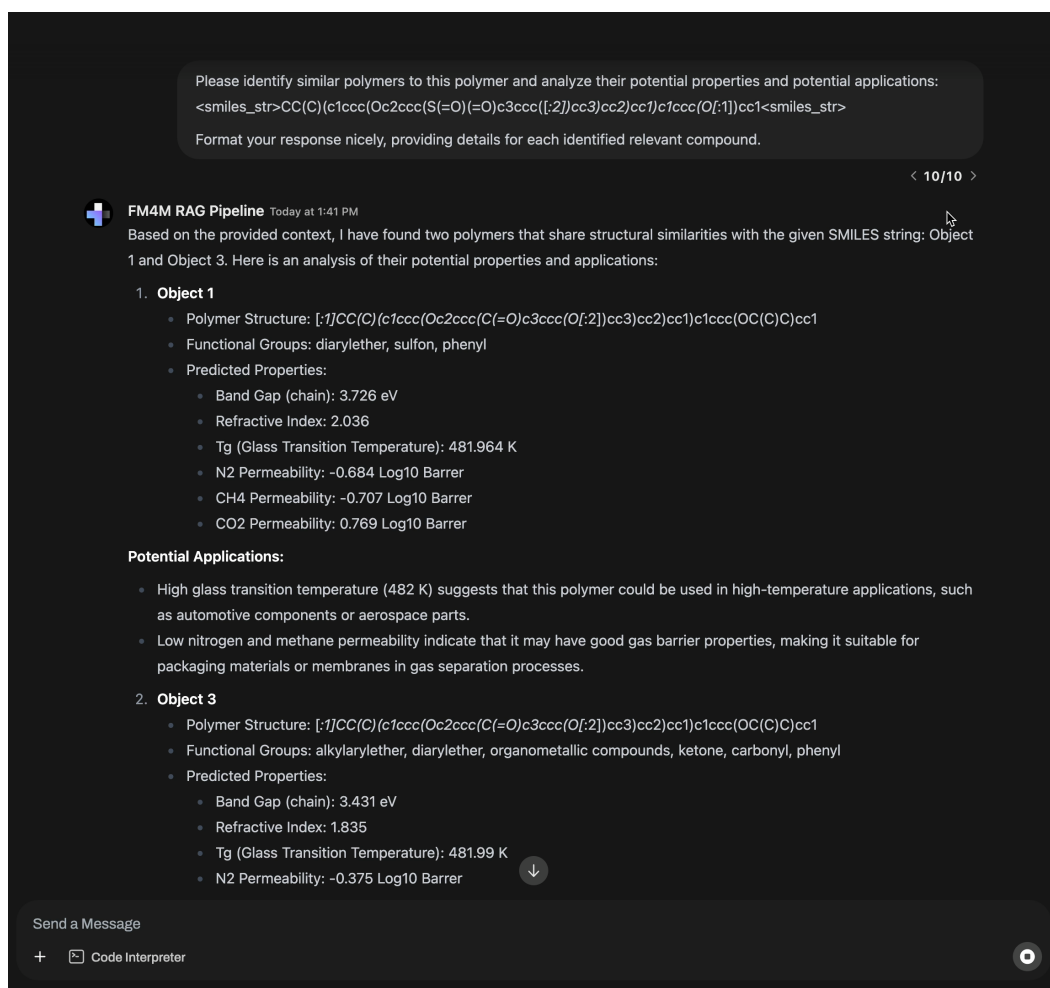 Please identify similar polymers to this polymer and analyze their potential properties and potential applications:
<smiles_str>CC(C)(c1ccc(Oc2ccc(S(=O)(=O)c3ccc([:2])cc3)cc2)cc1)c1ccc(O[:1])cc1<smiles_str>
Format your response nicely, providing details for each identified relevant compound.
< 10/10 >
FM4M RAG Pipeline Today at 1:41 PM
Based on the provided context, I have found two polymers that share structural similarities with the given SMILES string: Object
1 and Object 3. Here is an analysis of their potential properties and applications:
1. Object 1
• Polymer Structure: [:1]CC(C)(c1ccc(Oc2ccc(C(=O)c3ccc(O[:2])cc3)cc2)cc1)c1ccc(OC(C)C)cc1
• Functional Groups: diarylether, sulfon, phenyl
• Predicted Properties:
• Band Gap (chain): 3.726 eV
• Refractive Index: 2.036
• Tg (Glass Transition Temperature): 481.964 K
• N2 Permeability: -0.684 Log10 Barrer
• CH4 Permeability: -0.707 Log10 Barrer
• CO2 Permeability: 0.769 Log10 Barrer
Potential Applications:
• High glass transition temperature (482 K) suggests that this polymer could be used in high-temperature applications, such
as automotive components or aerospace parts.
• Low nitrogen and methane permeability indicate that it may have good gas barrier properties, making it suitable for
packaging materials or membranes in gas separation processes.
2. Object 3
• Polymer Structure: [:1]CC(C)(c1ccc(Oc2ccc(C(=O)c3ccc(O[:2])cc3)cc2)cc1)c1ccc(OC(C)C)cc1
• Functional Groups: alkylarylether, diarylether, organometallic compounds, ketone, carbonyl, phenyl
• Predicted Properties:
• Band Gap (chain): 3.431 eV
• Refractive Index: 1.835
• Tg (Glass Transition Temperature): 481.99 K
• N2 Permeability: -0.375 Log10 Barrer
Send a Message
+ Code Interpreter